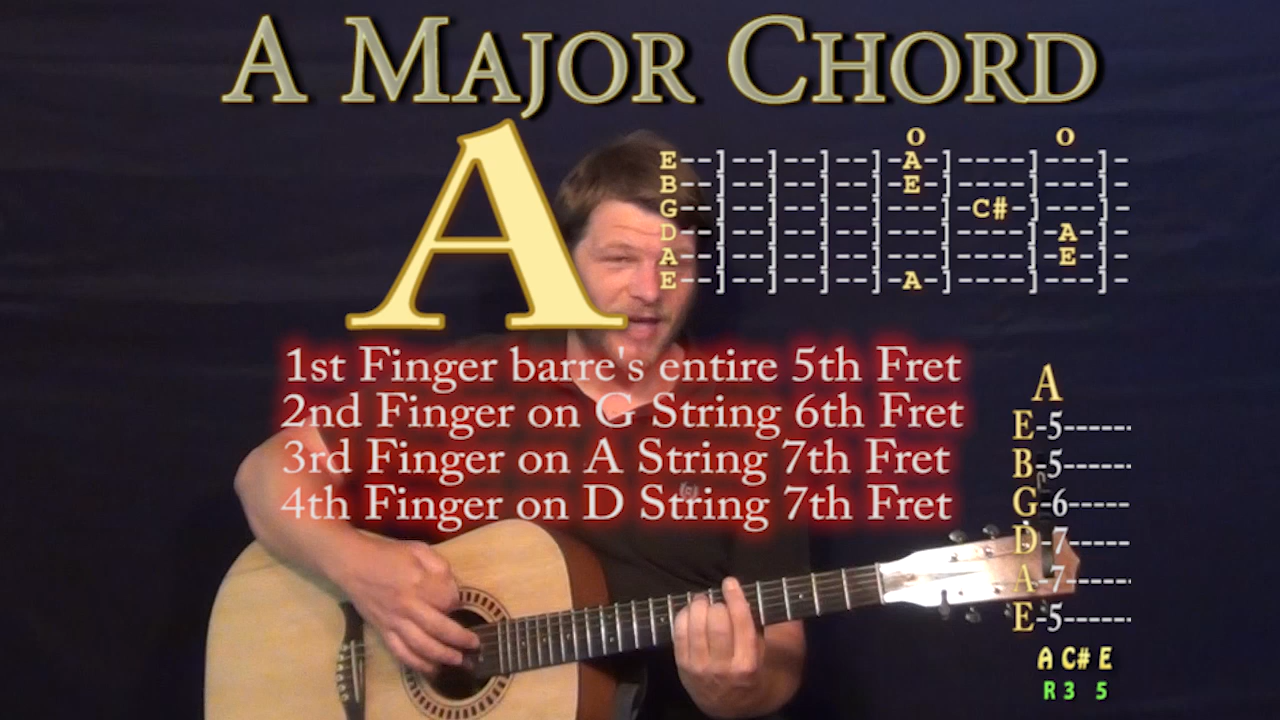 A MAJOR CHORD
A
O O
E--]--]--]--]-A-]----]---]-
B--]--]--]--]-E-]----]---]-
G--]--]--]--]---]-C#-]---]-
D--]--]--]--]---]----]-A-]-
A--]--]--]--]---]----]-E-]-
E--]--]--]--]-A-]----]---]-
1st Finger barre's entire 5th Fret
2nd Finger on G String 6th Fret
3rd Finger on A String 7th Fret
4th Finger on D String 7th Fret
A
E-5------
B-5------
G-6-----
D-7-----
A-7------
E-5------
A C# E
R 3 5